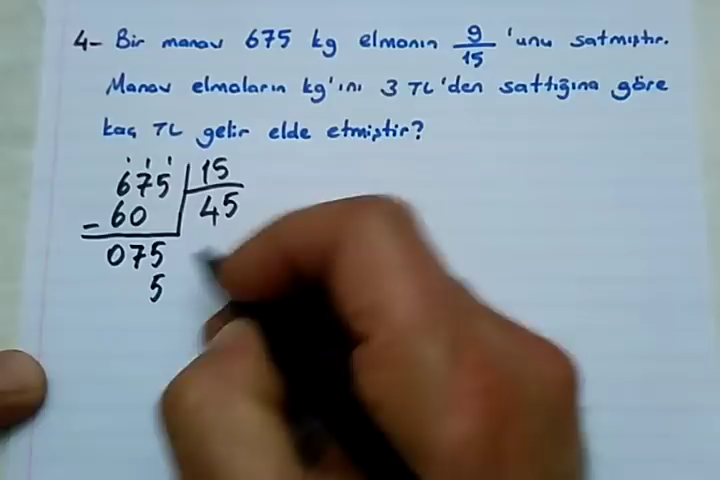 4- Bir manav 675 kg elmanın 9/15 'unu satmıştır.
Manav elmaların kg'ını 3 TL'den sattığına göre
kaç TL gelir elde etmiştir?
675 | 15
- 60 45
075
5